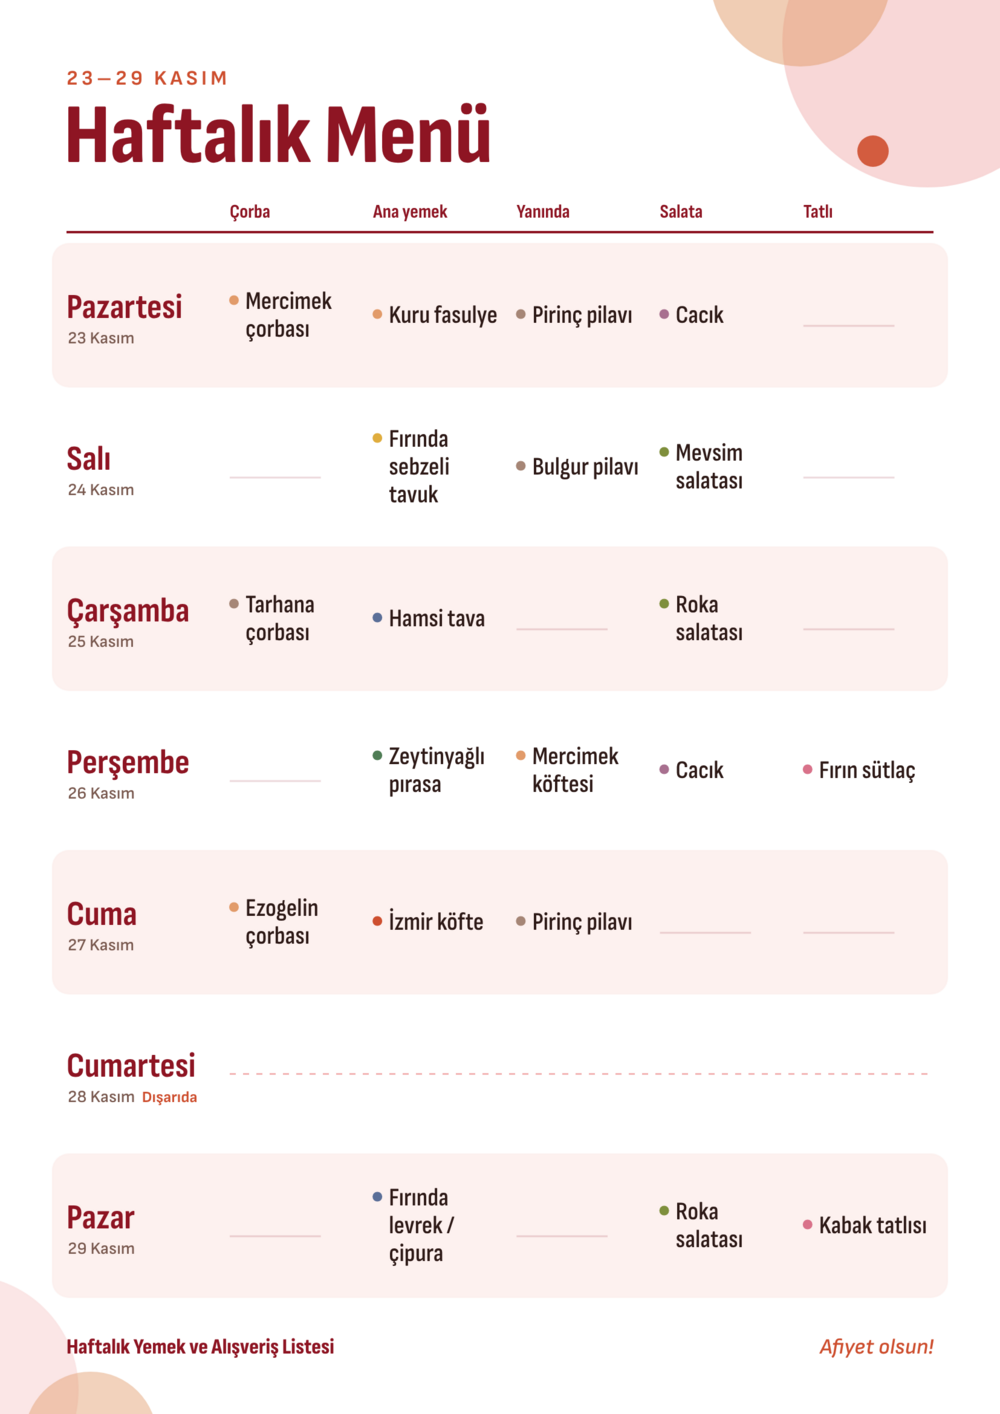 23–29 KASIM
Haftalık Menü
Çorba Ana yemek Yanında Salata Tatlı
Pazartesi
23 Kasım
Mercimek
çorbası
Kuru fasulye
Pirinç pilavı
Cacık
Salı
24 Kasım
Fırında
sebzeli
tavuk
Bulgur pilavı
Mevsim
salatası
Çarşamba
25 Kasım
Tarhana
çorbası
Hamsi tava
Roka
salatası
Perşembe
26 Kasım
Zeytinyağlı
pırasa
Mercimek
köftesi
Cacık
Fırın sütlaç
Cuma
27 Kasım
Ezogelin
çorbası
İzmir köfte
Pirinç pilavı
Cumartesi
28 Kasım Dışarıda
Pazar
29 Kasım
Fırında
levrek /
çipura
Roka
salatası
Kabak tatlısı
Haftalık Yemek ve Alışveriş Listesi
Afiyet olsun!